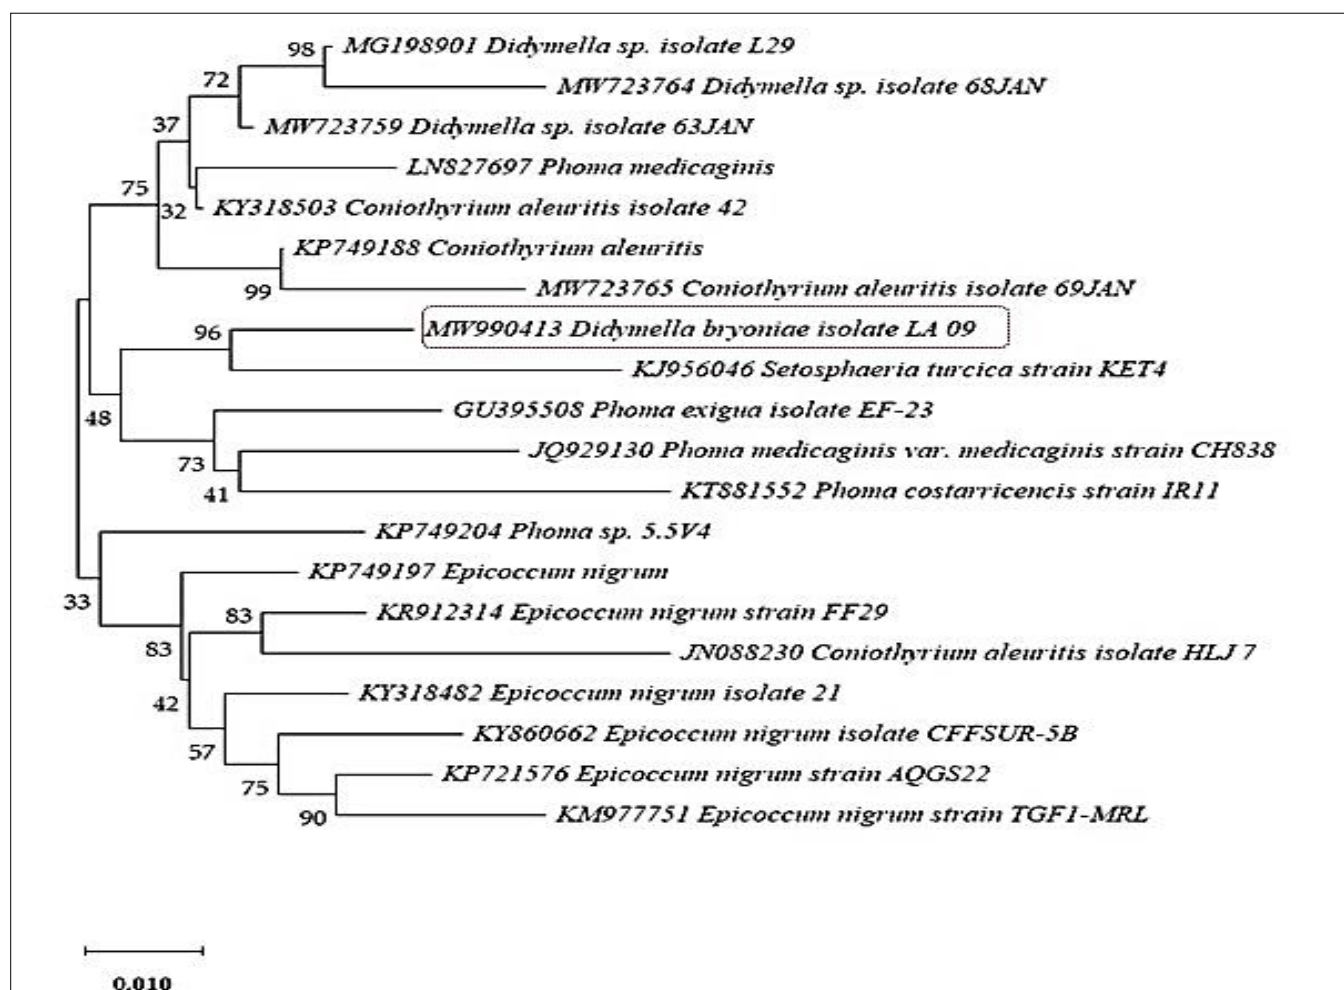 98 MG198901 Didymella sp. isolate L29
72 MW723764 Didymella sp. isolate 68JAN
37 MW723759 Didymella sp. isolate 63JAN
LN827697 Phoma medicaginis
75
32 KY318503 Coniothyrium aleuritis isolate 42
KP749188 Coniothyrium aleuritis
99 MW723765 Coniothyrium aleuritis isolate 69JAN
96 MW990413 Didymella bryoniae isolate LA 09
KJ956046 Setosphaeria turcica strain KET4
48 GU395508 Phoma exigua isolate EF-23
JQ929130 Phoma medicaginis var. medicaginis strain CH838
73
41 KT881552 Phoma costarricencis strain IR11
KP749204 Phoma sp. 5.5V4
KP749197 Epicoccum nigrum
33
83 KR912314 Epicoccum nigrum strain FF29
83 JN088230 Coniothyrium aleuritis isolate HLJ 7
KY318482 Epicoccum nigrum isolate 21
42
KY860662 Epicoccum nigrum isolate CFFSUR-5B
57
KP721576 Epicoccum nigrum strain AQGS22
75
90 KM977751 Epicoccum nigrum strain TGF1-MRL
0.010